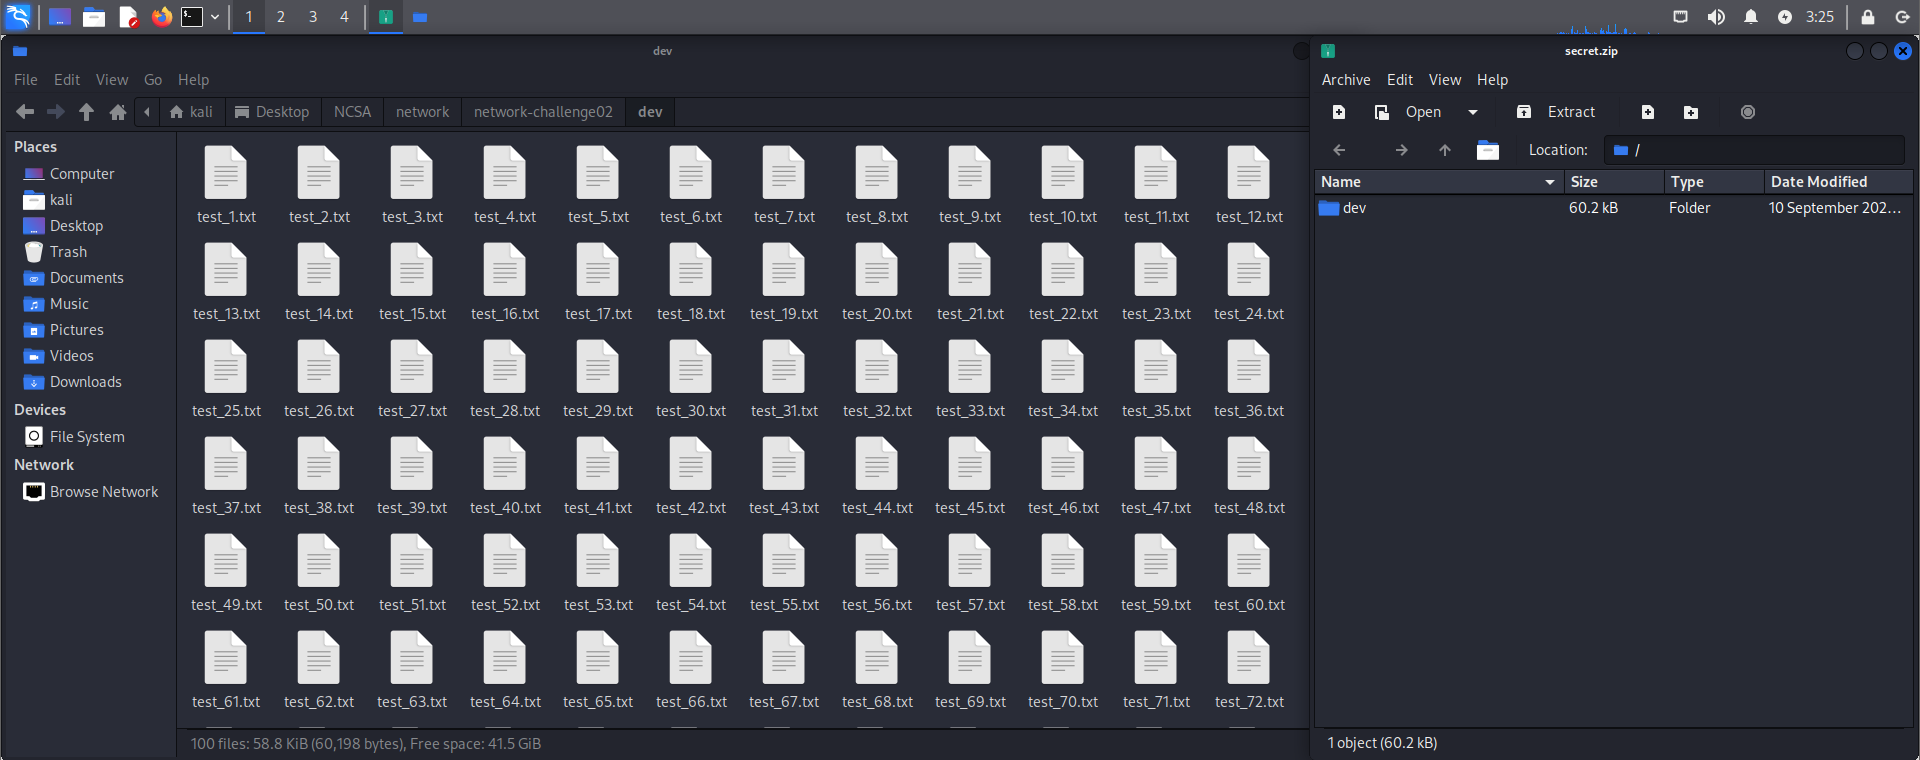 1 2 3 4 3:25
dev
File Edit View Go Help
kali Desktop NCSA network network-challenge02 dev
Places
Computer
kali
Desktop
Trash
Documents
Music
Pictures
Videos
Downloads
Devices
File System
Network
Browse Network
test_1.txt test_2.txt test_3.txt test_4.txt test_5.txt test_6.txt test_7.txt test_8.txt test_9.txt test_10.txt test_11.txt test_12.txt
test_13.txt test_14.txt test_15.txt test_16.txt test_17.txt test_18.txt test_19.txt test_20.txt test_21.txt test_22.txt test_23.txt test_24.txt
test_25.txt test_26.txt test_27.txt test_28.txt test_29.txt test_30.txt test_31.txt test_32.txt test_33.txt test_34.txt test_35.txt test_36.txt
test_37.txt test_38.txt test_39.txt test_40.txt test_41.txt test_42.txt test_43.txt test_44.txt test_45.txt test_46.txt test_47.txt test_48.txt
test_49.txt test_50.txt test_51.txt test_52.txt test_53.txt test_54.txt test_55.txt test_56.txt test_57.txt test_58.txt test_59.txt test_60.txt
test_61.txt test_62.txt test_63.txt test_64.txt test_65.txt test_66.txt test_67.txt test_68.txt test_69.txt test_70.txt test_71.txt test_72.txt
100 files: 58.8 KiB (60,198 bytes), Free space: 41.5 GiB
secret.zip
Archive Edit View Help
Open Extract
Location: /
Name Size Type Date Modified
dev 60.2 kB Folder 10 September 202...
1 object (60.2 kB)